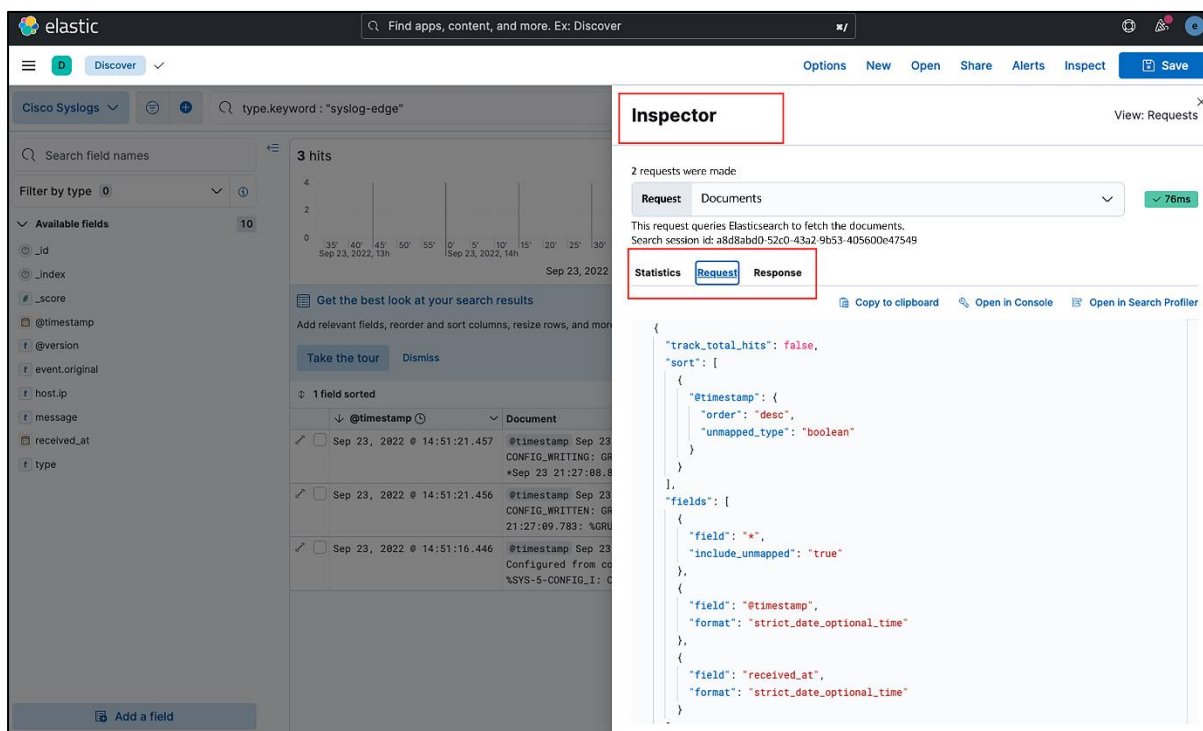 elastic
Find apps, content, and more. Ex: Discover
⌘/
e
D
Discover
Options New Open Share Alerts Inspect Save
Cisco Syslogs
type.keyword : "syslog-edge"
Search field names
Filter by type 0
Available fields 10
_id
_index
_score
@timestamp
@version
event.original
host.ip
message
received_at
type
Add a field
3 hits
4
2
0
35' 40' 45' 50' 55' 0' 5' 10' 15' 20' 25' 30'
Sep 23, 2022, 13h Sep 23, 2022, 14h
Sep 23, 2022
Get the best look at your search results
Add relevant fields, reorder and sort columns, resize rows, and more
Take the tour Dismiss
1 field sorted
@timestamp Document
Sep 23, 2022 @ 14:51:21.457 @timestamp Sep 23
CONFIG_WRITING: GR
*Sep 23 21:27:08.8
Sep 23, 2022 @ 14:51:21.456 @timestamp Sep 23
CONFIG_WRITTEN: GR
21:27:09.783: %GRU
Sep 23, 2022 @ 14:51:16.446 @timestamp Sep 23
Configured from co
%SYS-5-CONFIG_I: C
Inspector
View: Requests
2 requests were made
Request Documents 76ms
This request queries Elasticsearch to fetch the documents.
Search session id: a8d8abd0-52c0-43a2-9b53-405600e47549
Statistics Request Response
Copy to clipboard Open in Console Open in Search Profiler
{
"track_total_hits": false,
"sort": [
{
"@timestamp": {
"order": "desc",
"unmapped_type": "boolean"
}
}
],
"fields": [
{
"field": "*",
"include_unmapped": "true"
},
{
"field": "@timestamp",
"format": "strict_date_optional_time"
},
{
"field": "received_at",
"format": "strict_date_optional_time"
}